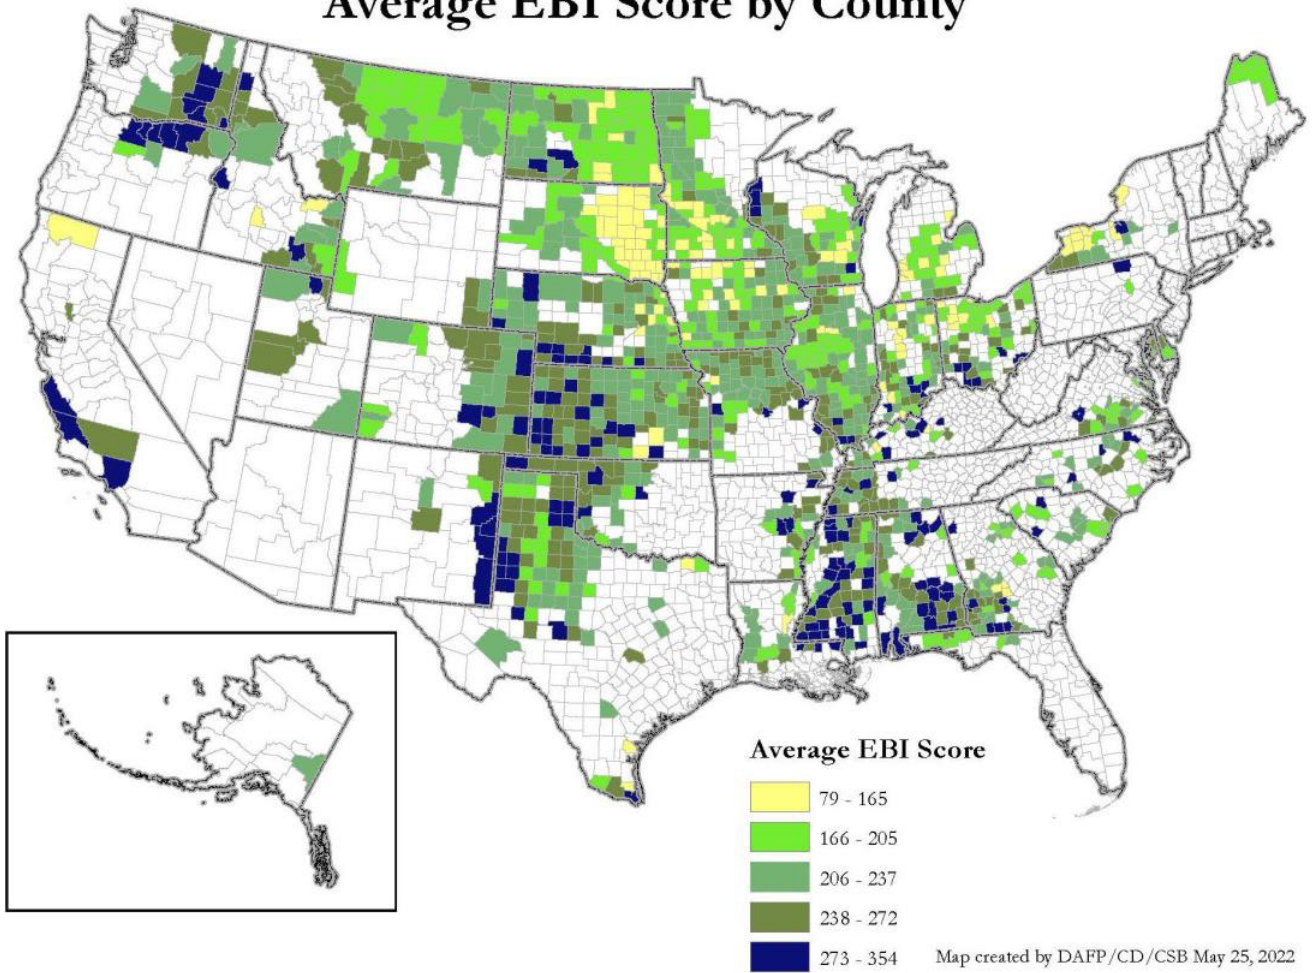 Average EBI Score by County
Average EBI Score
79 - 165
166 - 205
206 - 237
238 - 272
273 - 354
Map created by DAFP/CD/CSB May 25, 2022